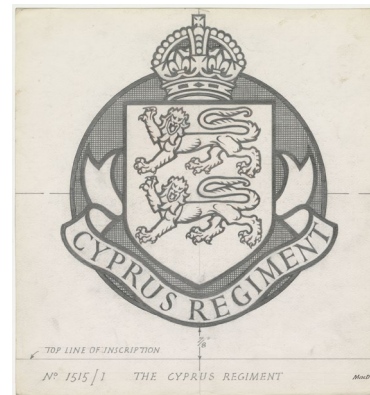 CYPRUS REGIMENT
TOP LINE OF INSCRIPTION
Nº 1515/1 THE CYPRUS REGIMENT